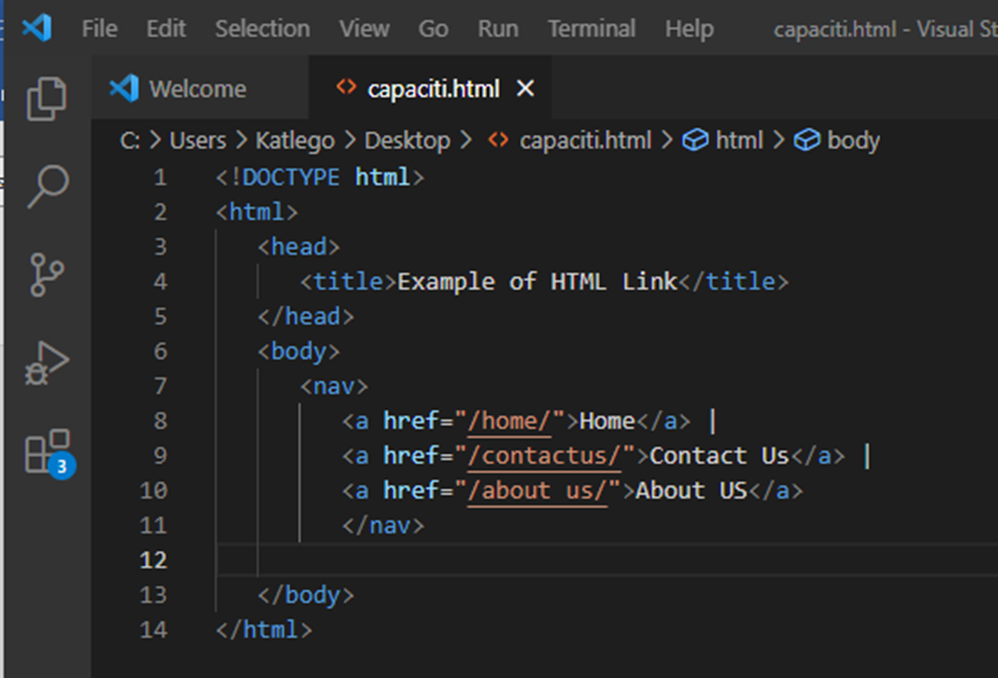 File Edit Selection View Go Run Terminal Help capaciti.html - Visual St
Welcome capaciti.html ×
C: > Users > Katlego > Desktop > <> capaciti.html > html > body
1 <!DOCTYPE html>
2 <html>
3 <head>
4 <title>Example of HTML Link</title>
5 </head>
6 <body>
7 <nav>
8 <a href="/home/">Home</a> |
9 <a href="/contactus/">Contact Us</a> |
10 <a href="/about us/">About US</a>
11 </nav>
12
13 </body>
14 </html>
3